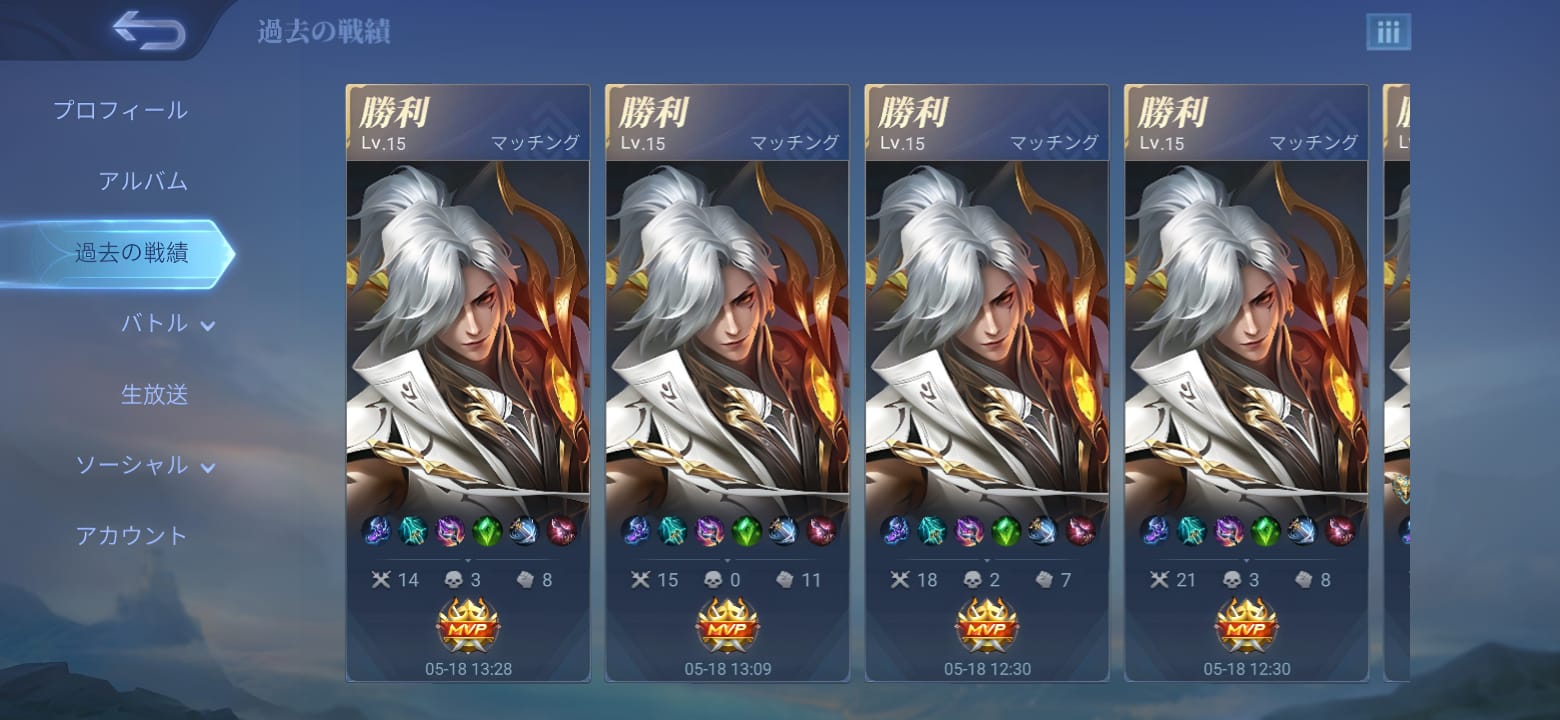 過去の戦績
プロフィール
アルバム
過去の戦績
バトル
生放送
ソーシャル
アカウント
勝利
Lv.15 マッチング
14 3 8
MVP
05-18 13:28
勝利
Lv.15 マッチング
15 0 11
MVP
05-18 13:09
勝利
Lv.15 マッチング
18 2 7
MVP
05-18 12:30
勝利
Lv.15 マッチング
21 3 8
MVP
05-18 12:30